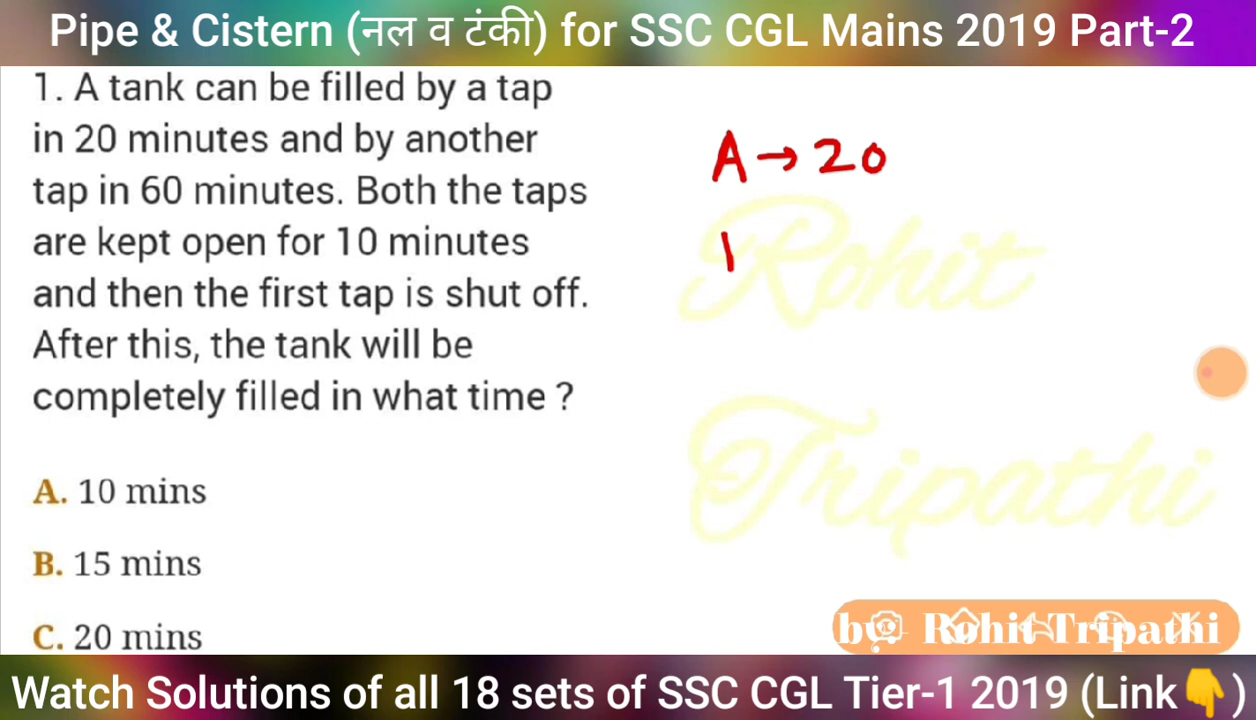 Pipe & Cistern (नल व टंकी) for SSC CGL Mains 2019 Part-2
1. A tank can be filled by a tap
in 20 minutes and by another
tap in 60 minutes. Both the taps
are kept open for 10 minutes
and then the first tap is shut off.
After this, the tank will be
completely filled in what time ?
A. 10 mins
B. 15 mins
C. 20 mins
A → 20
Rohit
Tripathi
by: Rohit Tripathi
Watch Solutions of all 18 sets of SSC CGL Tier-1 2019 (Link👇)